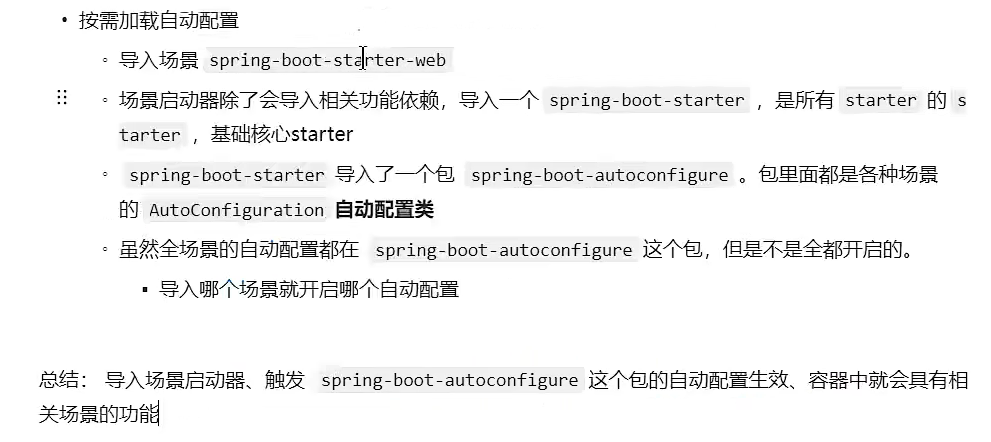 • 按需加载自动配置
◦ 导入场景 spring-boot-starter-web
◦ 场景启动器除了会导入相关功能依赖，导入一个 spring-boot-starter ，是所有 starter 的 s
tarter ，基础核心starter
◦ spring-boot-starter 导入了一个包 spring-boot-autoconfigure 。包里面都是各种场景
的 AutoConfiguration 自动配置类
◦ 虽然全场景的自动配置都在 spring-boot-autoconfigure 这个包，但是不是全都开启的。
▪ 导入哪个场景就开启哪个自动配置
总结： 导入场景启动器、触发 spring-boot-autoconfigure 这个包的自动配置生效、容器中就会具有相
关场景的功能